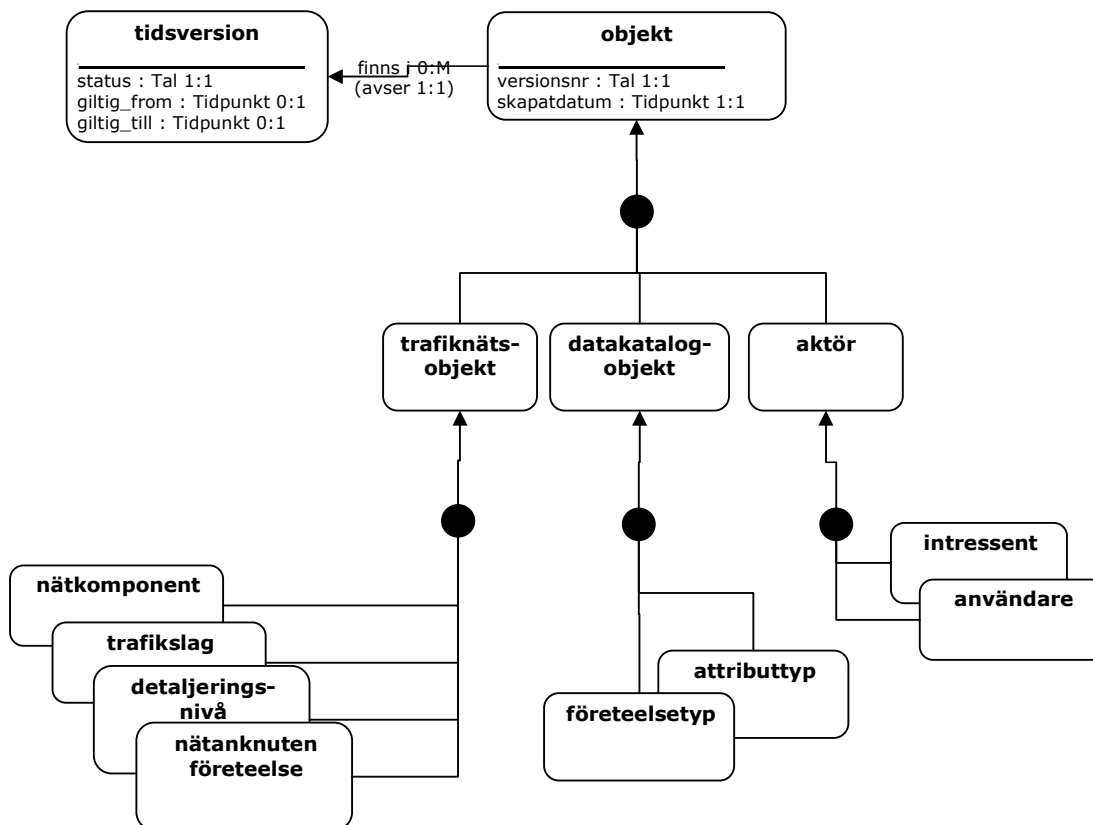 tidsversion
status : Tal 1:1
giltig_from : Tidpunkt 0:1
giltig_till : Tidpunkt 0:1
finns i 0:M
(avser 1:1)
objekt
versionsnr : Tal 1:1
skapatdatum : Tidpunkt 1:1
trafiknäts-
objekt
datakatalog-
objekt
aktör
nätkomponent
trafikslag
detaljerings-
nivå
nätanknuten
företeelse
attributtyp
företeelsetyp
intressent
användare